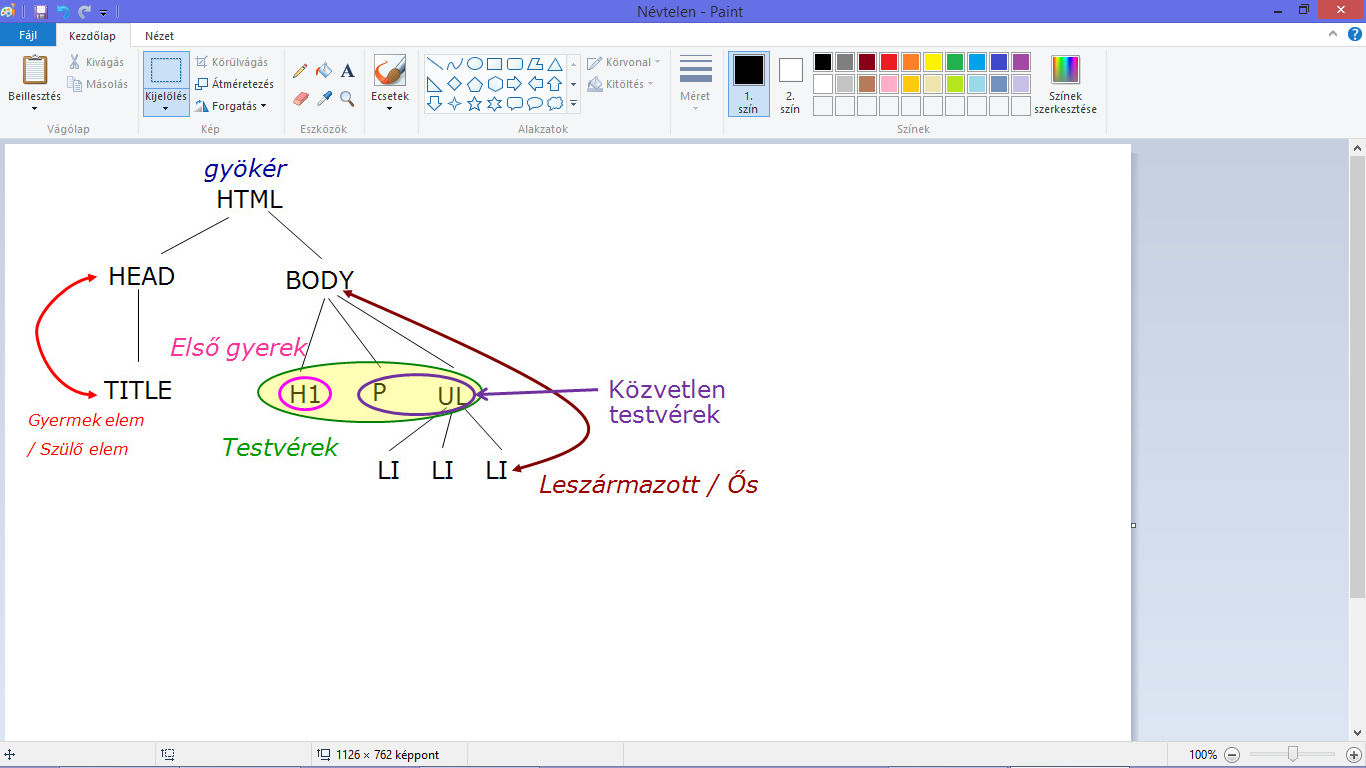 Névtelen - Paint
Fájl Kezdőlap Nézet
Beillesztés
Kivágás
Másolás
Vágólap
Kijelölés
Körülvágás
Átméretezés
Forgatás
Kép
A
Eszközök
Ecsetek
Alakzatok
Körvonal
Kitöltés
Méret
1.
szín
2.
szín
Színek
szerkesztése
Színek
gyökér
HTML
HEAD
BODY
Első gyerek
TITLE
H1 P UL
Közvetlen
testvérek
Gyermek elem
/ Szülő elem
Testvérek
LI LI LI
Leszármazott / Ős
1126 × 762 képpont
100%